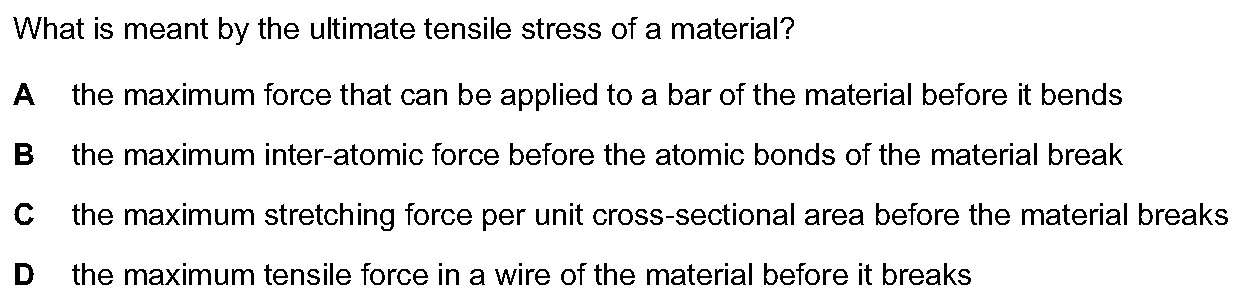 What is meant by the ultimate tensile stress of a material?
A the maximum force that can be applied to a bar of the material before it bends
B the maximum inter-atomic force before the atomic bonds of the material break
C the maximum stretching force per unit cross-sectional area before the material breaks
D the maximum tensile force in a wire of the material before it breaks